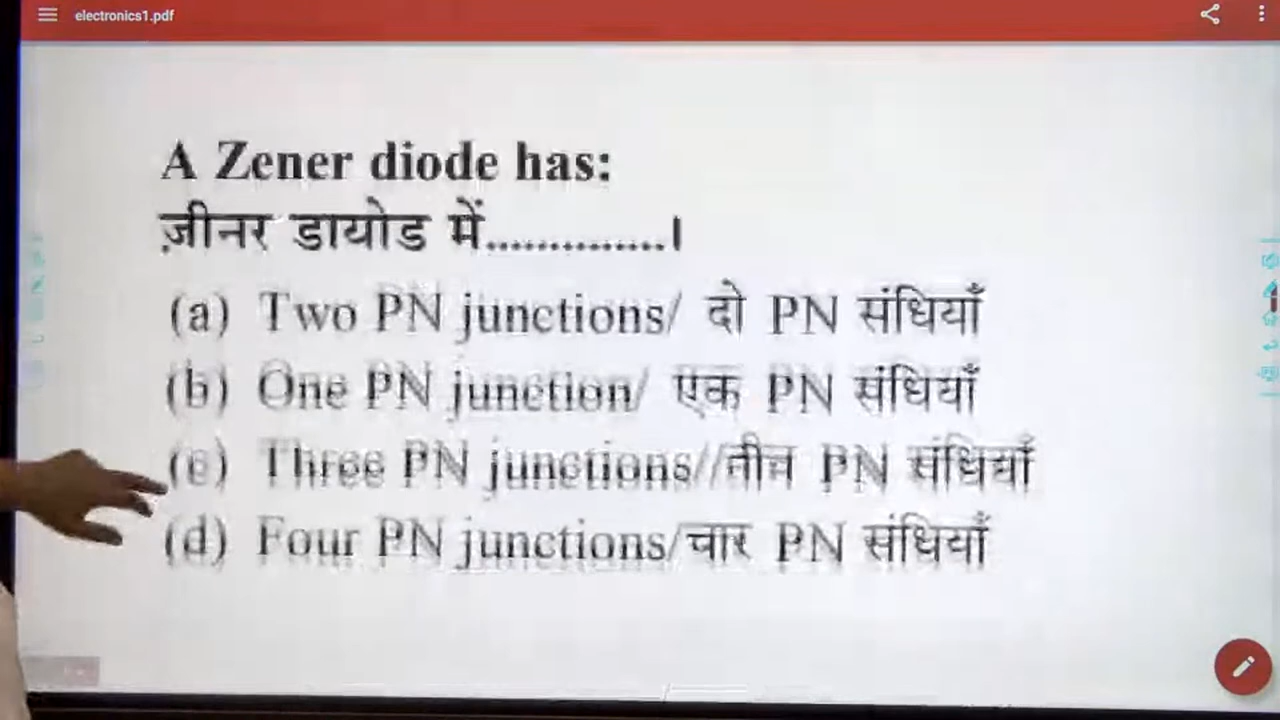 electronics1.pdf
A Zener diode has:
ज़ीनर डायोड में..............।
(a) Two PN junctions/ दो PN संधियाँ
(b) One PN junction/ एक PN संधियाँ
(c) Three PN junctions//तीन PN संधियाँ
(d) Four PN junctions/चार PN संधियाँ